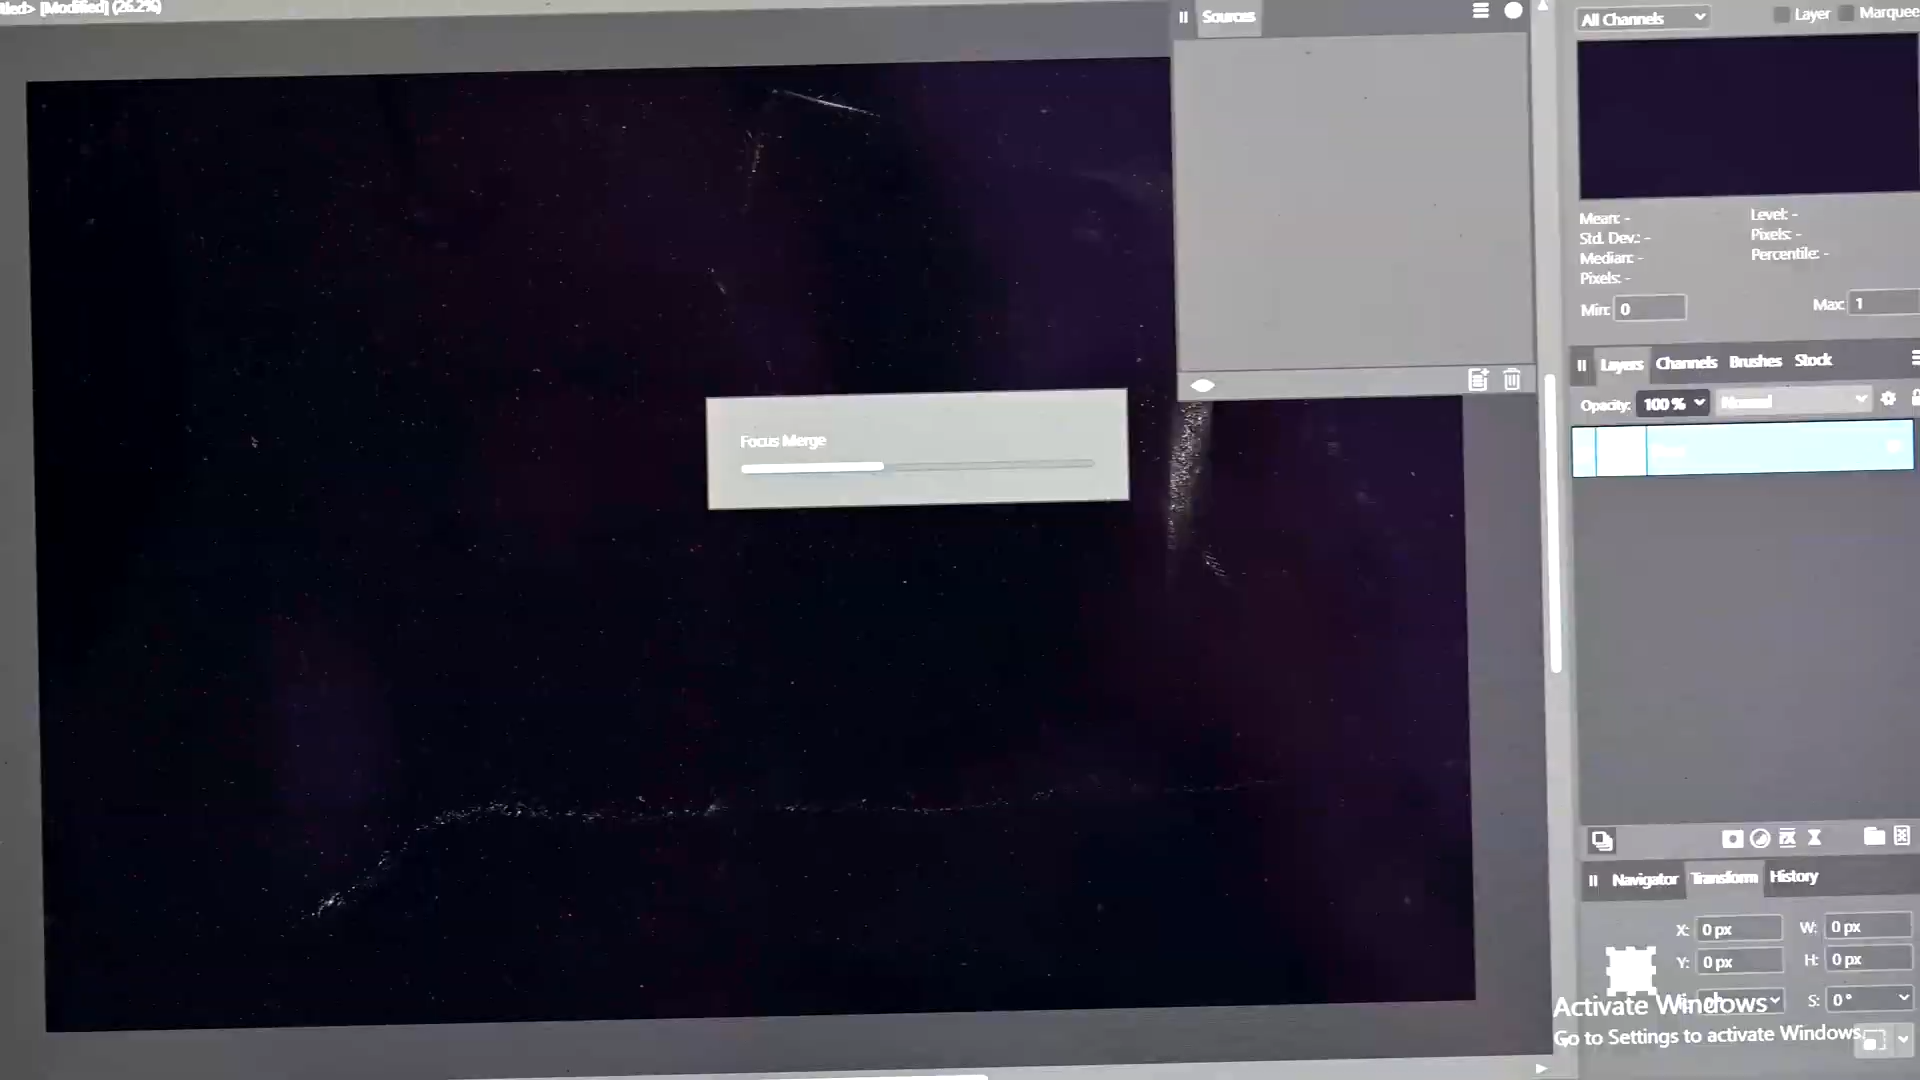 tled> [Modified] (26.2%)
Sources
All Channels
Layer
Marquee
Mean: -
Level: -
Std. Dev.: -
Pixels: -
Median: -
Percentile: -
Pixels: -
Min: 0
Max: 1
Focus Merge
Layers Channels Brushes Stock
Opacity: 100 % Normal
Navigator Transform History
X: 0 px W: 0 px
Y: 0 px H: 0 px
S: 0 °
Activate Windows
Go to Settings to activate Windows.